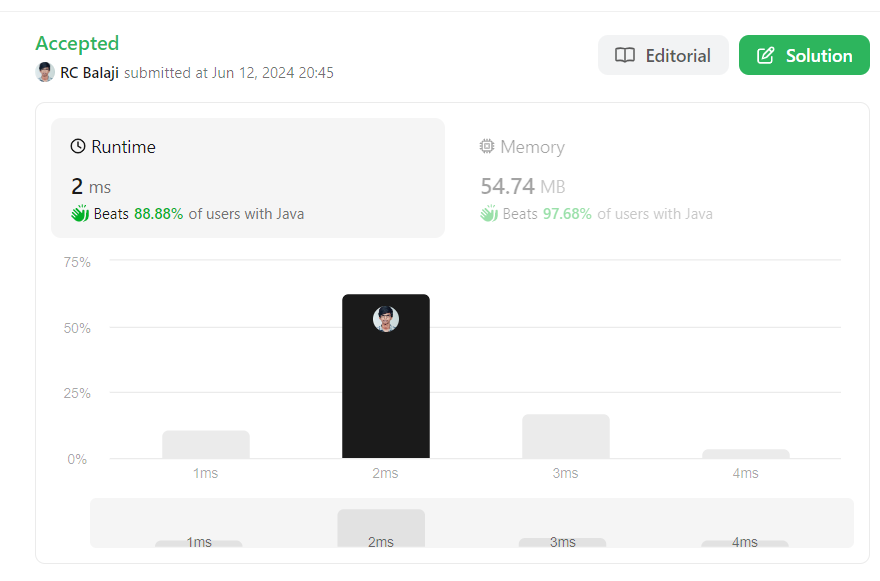 Accepted
RC Balaji submitted at Jun 12, 2024 20:45
Editorial
Solution
Runtime
2 ms
Beats 88.88% of users with Java
Memory
54.74 MB
Beats 97.68% of users with Java
75%
50%
25%
0%
1ms 2ms 3ms 4ms
1ms 2ms 3ms 4ms